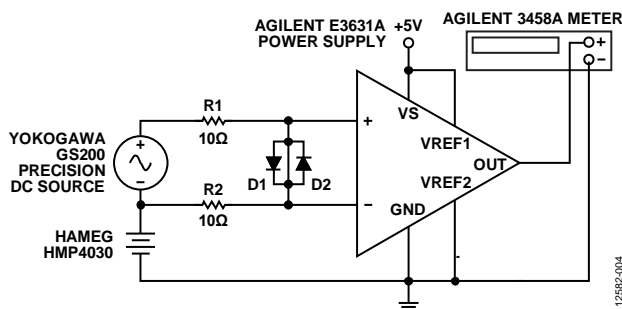 AGILENT E3631A
POWER SUPPLY
+5V
AGILENT 3458A METER
+
−
R1
10Ω
+
VS
VREF1
YOKOGAWA
GS200
PRECISION
DC SOURCE
+
−
D1
D2
OUT
VREF2
R2
10Ω
−
GND
HAMEG
HMP4030
12582-004